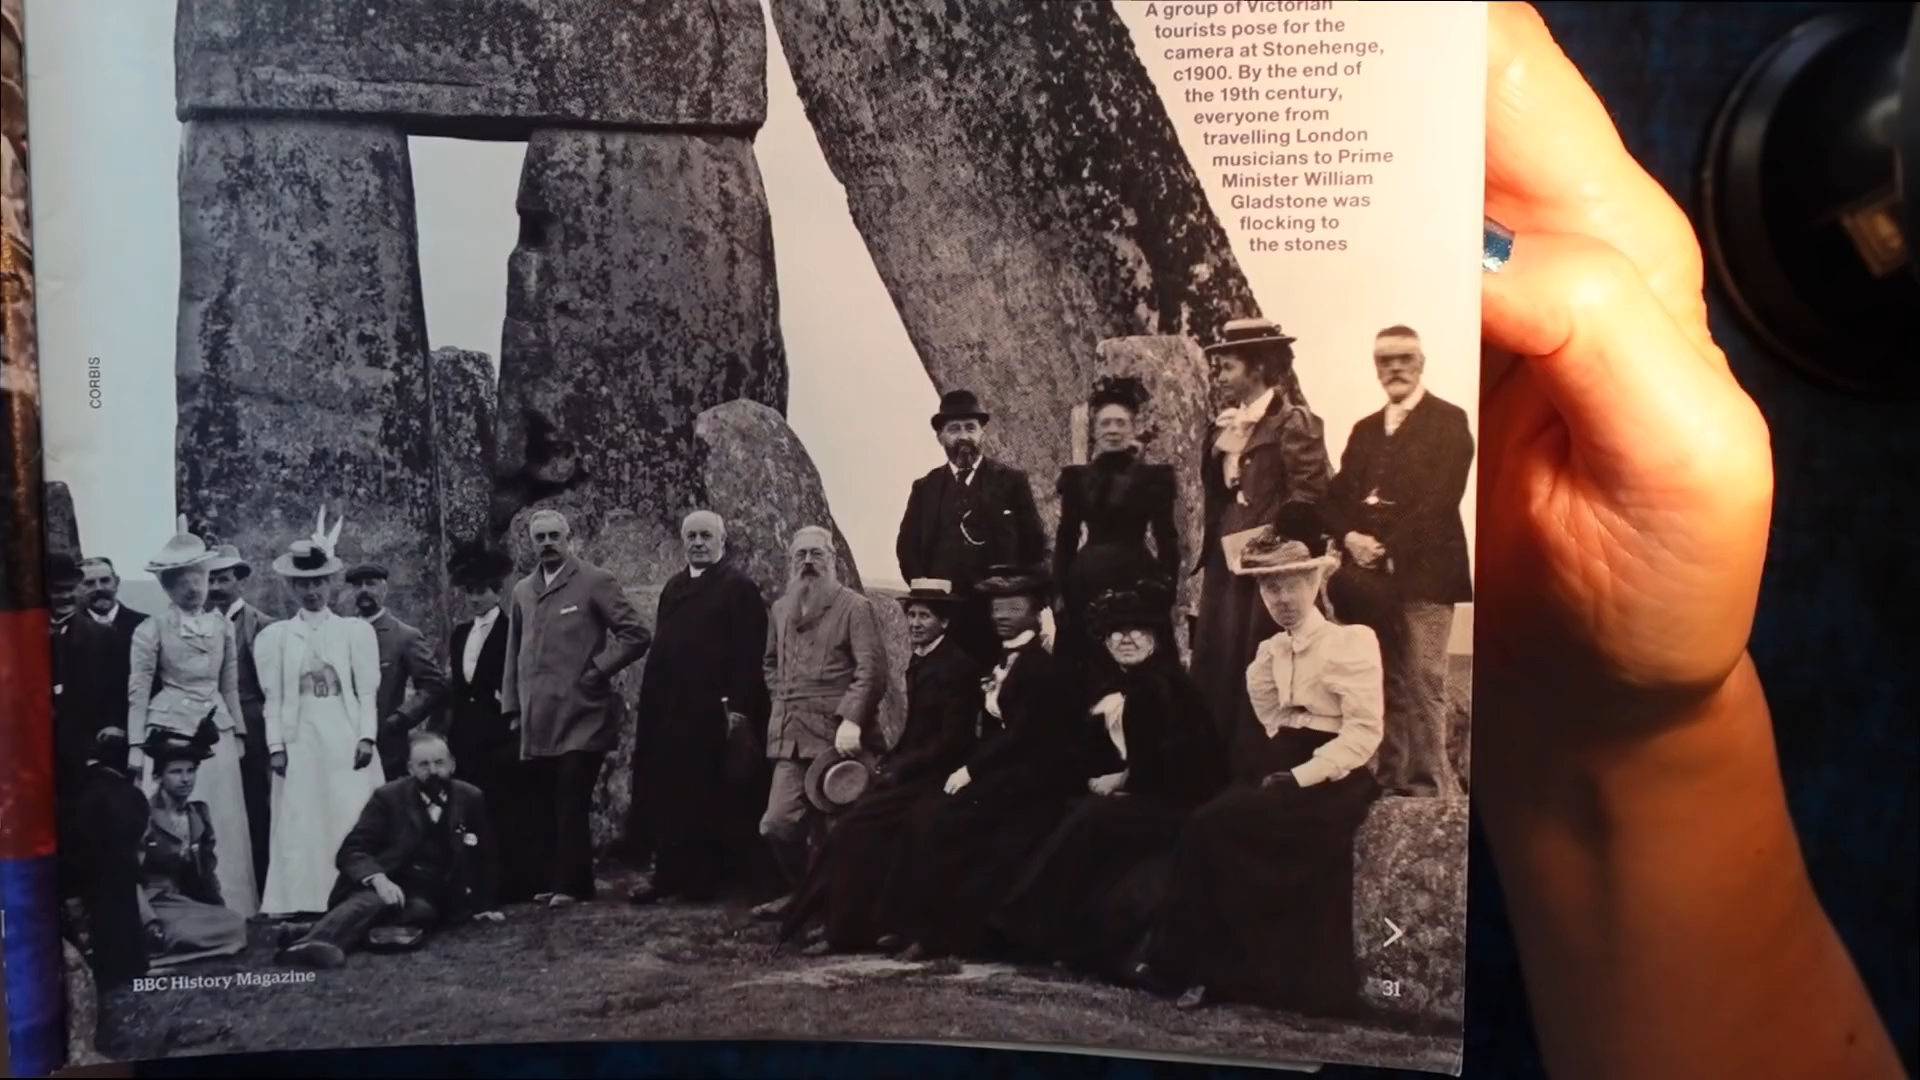 A group of Victorian
tourists pose for the
camera at Stonehenge,
c1900. By the end of
the 19th century,
everyone from
travelling London
musicians to Prime
Minister William
Gladstone was
flocking to
the stones
CORBIS
BBC History Magazine
31